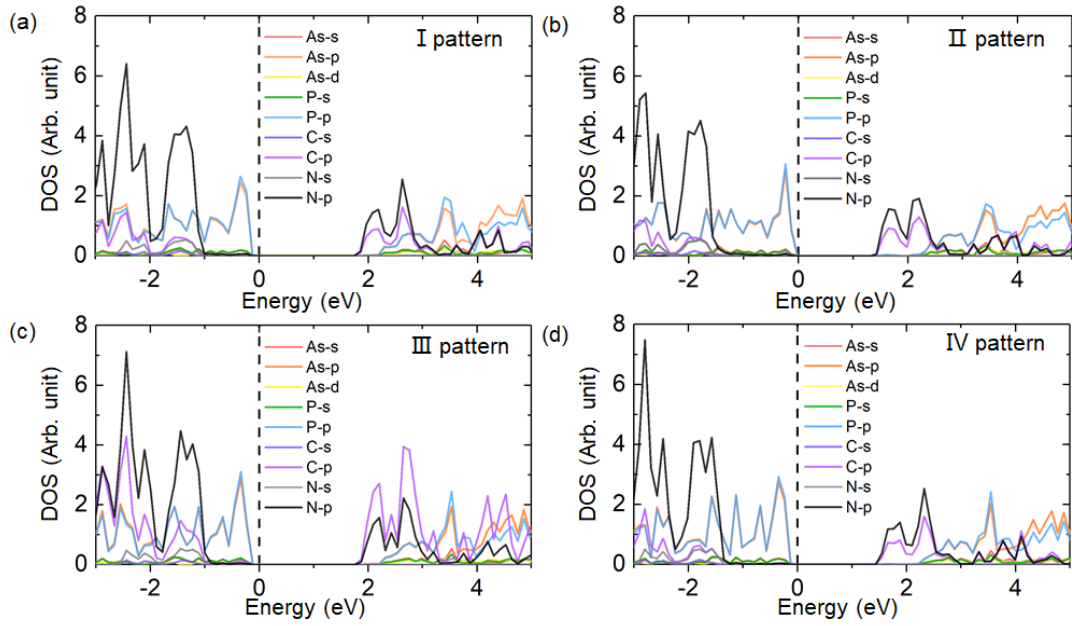 (a)
I pattern
As-s
As-p
As-d
P-s
P-p
C-s
C-p
N-s
N-p
DOS (Arb. unit)
8
6
4
2
0
-2
0
2
4
Energy (eV)
(b)
II pattern
As-s
As-p
As-d
P-s
P-p
C-s
C-p
N-s
N-p
DOS (Arb. unit)
8
6
4
2
0
-2
0
2
4
Energy (eV)
(c)
III pattern
As-s
As-p
As-d
P-s
P-p
C-s
C-p
N-s
N-p
DOS (Arb. unit)
8
6
4
2
0
-2
0
2
4
Energy (eV)
(d)
IV pattern
As-s
As-p
As-d
P-s
P-p
C-s
C-p
N-s
N-p
DOS (Arb. unit)
8
6
4
2
0
-2
0
2
4
Energy (eV)